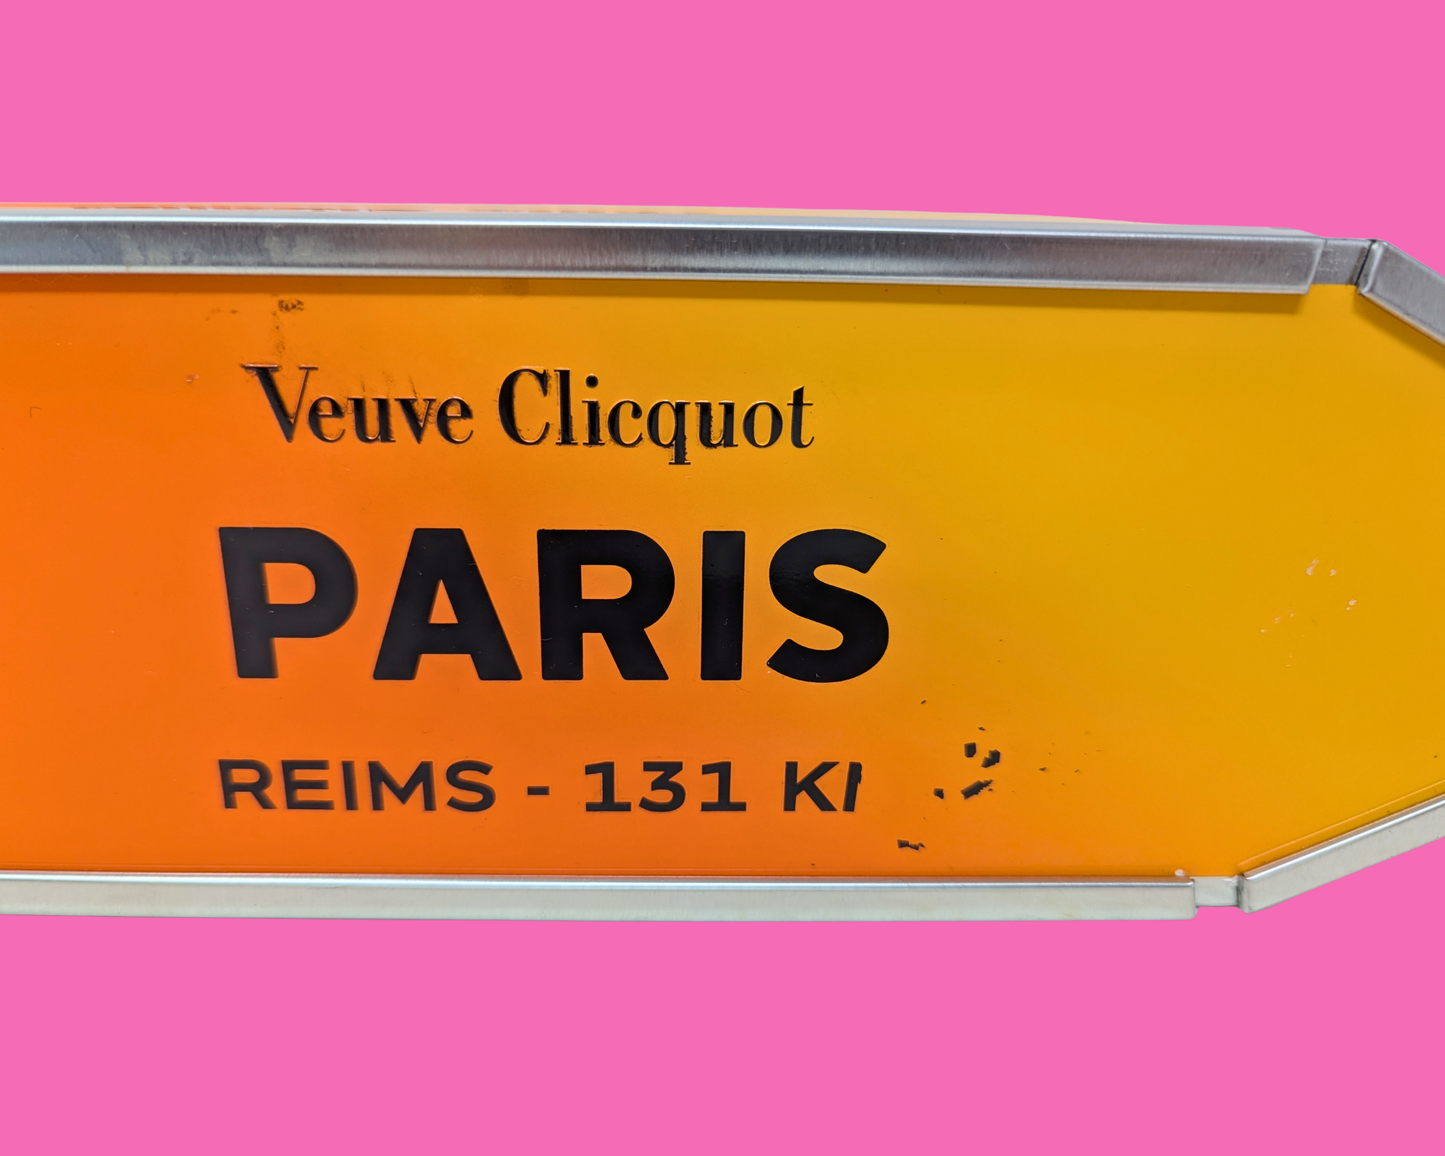 Veuve Clicquot
PARIS
REIMS - 131 K